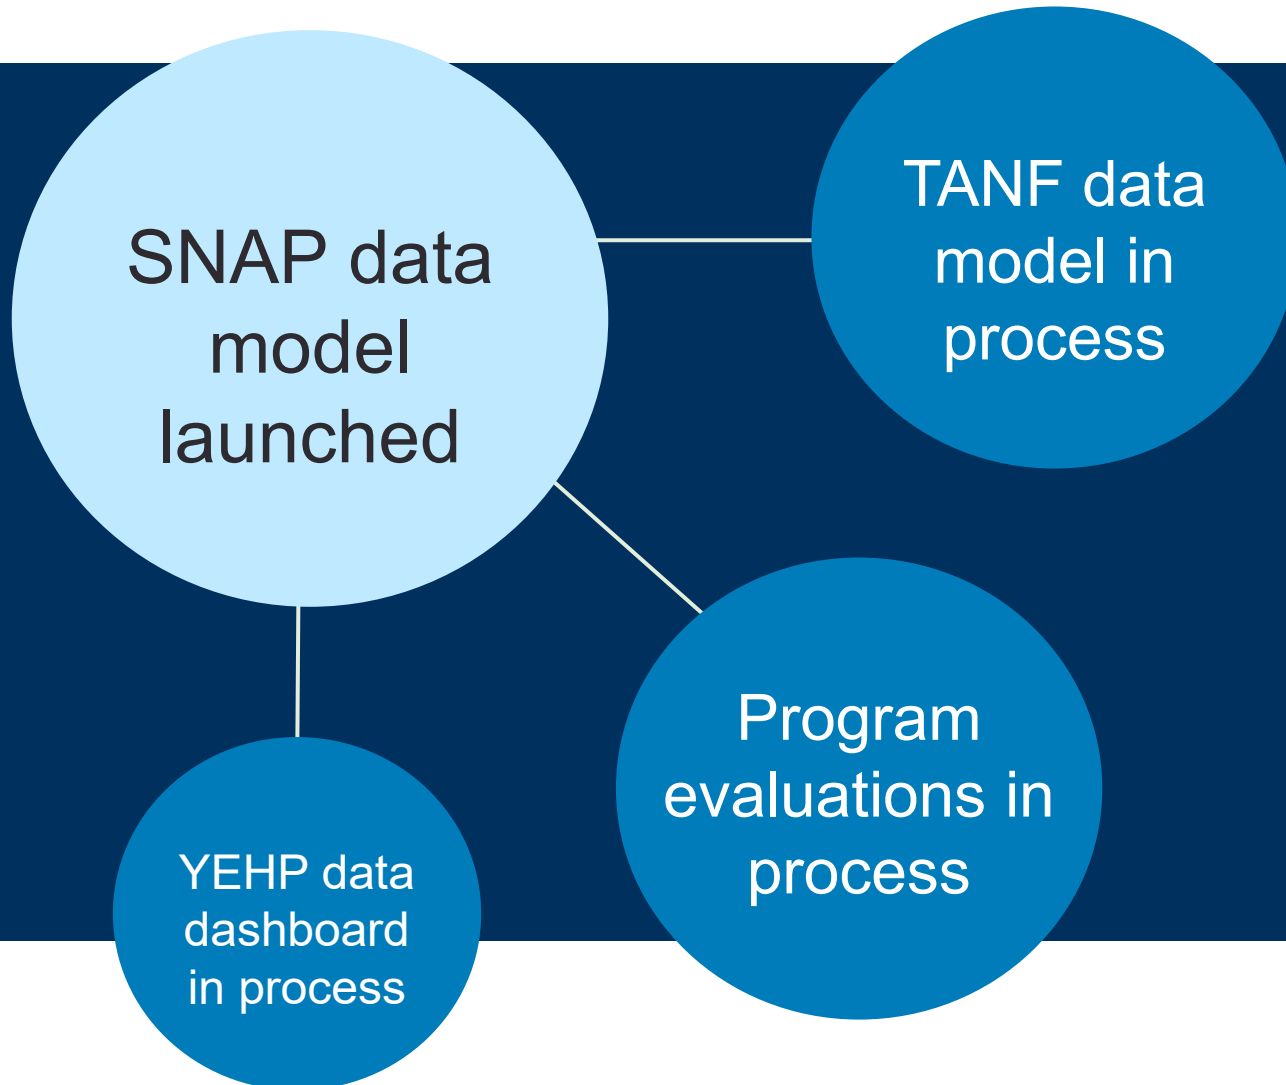 SNAP data
model
launched
TANF data
model in
process
Program
evaluations in
process
YEHP data
dashboard
in process